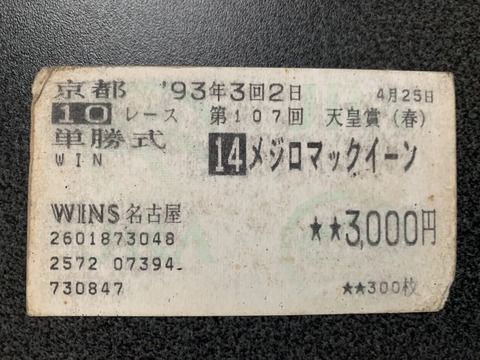 京都 '93年3回2日 4月25日
10レース 第107回 天皇賞(春)
単勝式
WIN 14メジロマックイーン
WINS名古屋
★★3,000円
2601873048
2572 07394
730847 ★★300枚